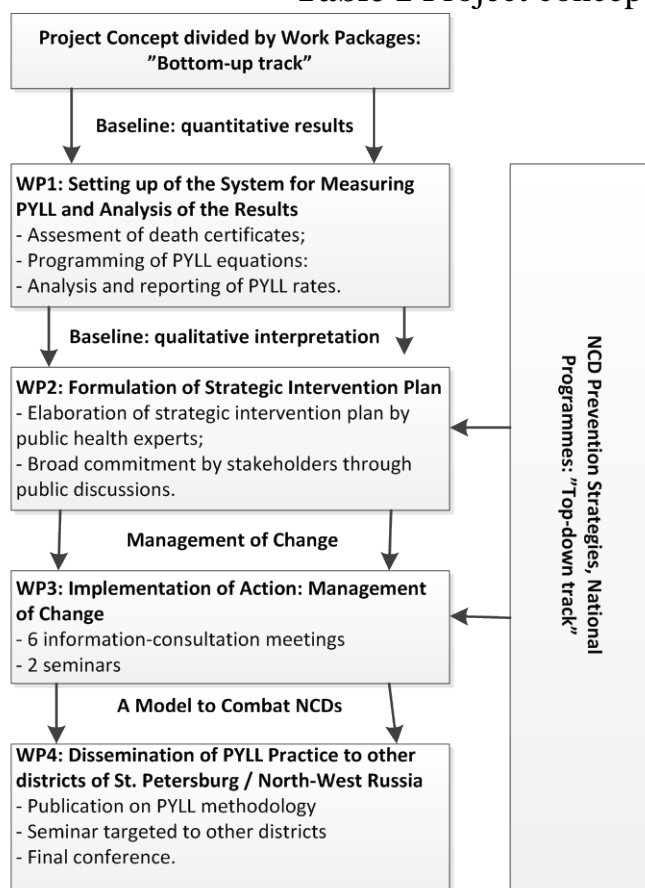 Project Concept divided by Work Packages:
”Bottom-up track”
Baseline: quantitative results
WP1: Setting up of the System for Measuring
PYLL and Analysis of the Results
- Assesment of death certificates;
- Programming of PYLL equations:
- Analysis and reporting of PYLL rates.
Baseline: qualitative interpretation
WP2: Formulation of Strategic Intervention Plan
- Elaboration of strategic intervention plan by
public health experts;
- Broad commitment by stakeholders through
public discussions.
Management of Change
WP3: Implementation of Action: Management
of Change
- 6 information-consultation meetings
- 2 seminars
A Model to Combat NCDs
WP4: Dissemination of PYLL Practice to other
districts of St. Petersburg / North-West Russia
- Publication on PYLL methodology
- Seminar targeted to other districts
- Final conference.
NCD Prevention Strategies, National
Programmes: ”Top-down track”